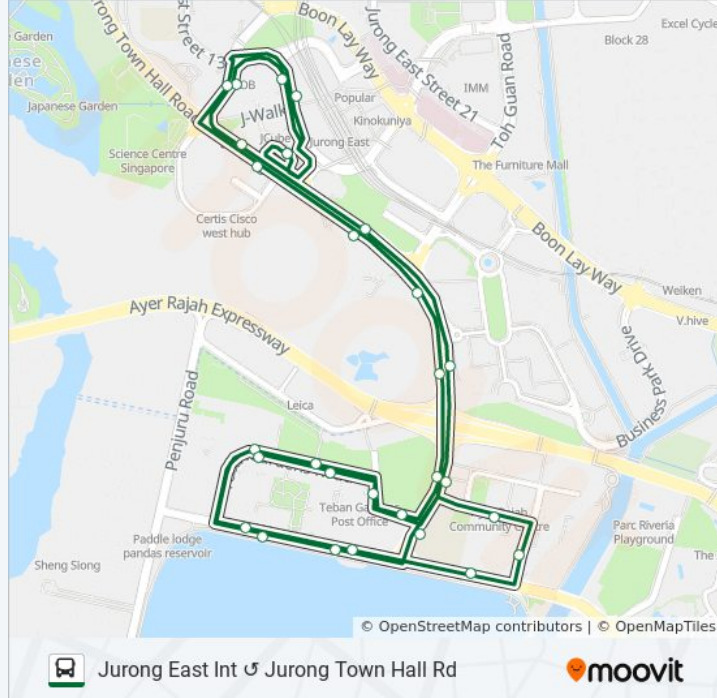 Street 13
Boon Lay Way
Excel Cycle
Block 28
Jurong Town Hall Road
Jurong East Street 21
Toh Guan Road
IMM
Garden
Japanese Garden
Popular
Kinokuniya
J-Walk
JCube
Jurong East
Science Centre
Singapore
The Furniture Mall
Certis Cisco
west hub
Boon Lay Way
Weiken
V.hive
Ayer Rajah Expressway
Business Park Drive
Penjuru Road
Leica
Teban Ga
Post Office
Community
Paddle lodge
pandas reservoir
Parc Riveria
Playground
Sheng Siong
The
© OpenStreetMap contributors | © OpenMapTiles
Jurong East Int ↺ Jurong Town Hall Rd
moovit